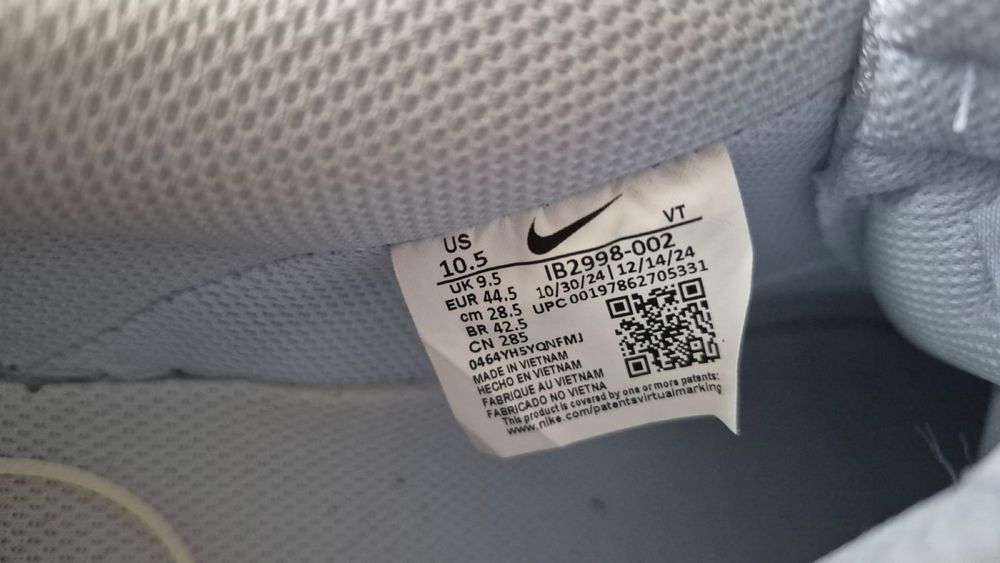 US
10.5
UK 9.5
EUR 44.5
cm 28.5
BR 42.5
CN 285
VT
IB2998-002
10/30/24 | 12/14/24
UPC 00197862705331
0464YH5YQNFMJ
MADE IN VIETNAM
HECHO EN VIETNAM
FABRIQUE AU VIETNAM
FABRICADO NO VIETNA
This product is covered by one or more patents:
www.nike.com/patentsvirtualmarking